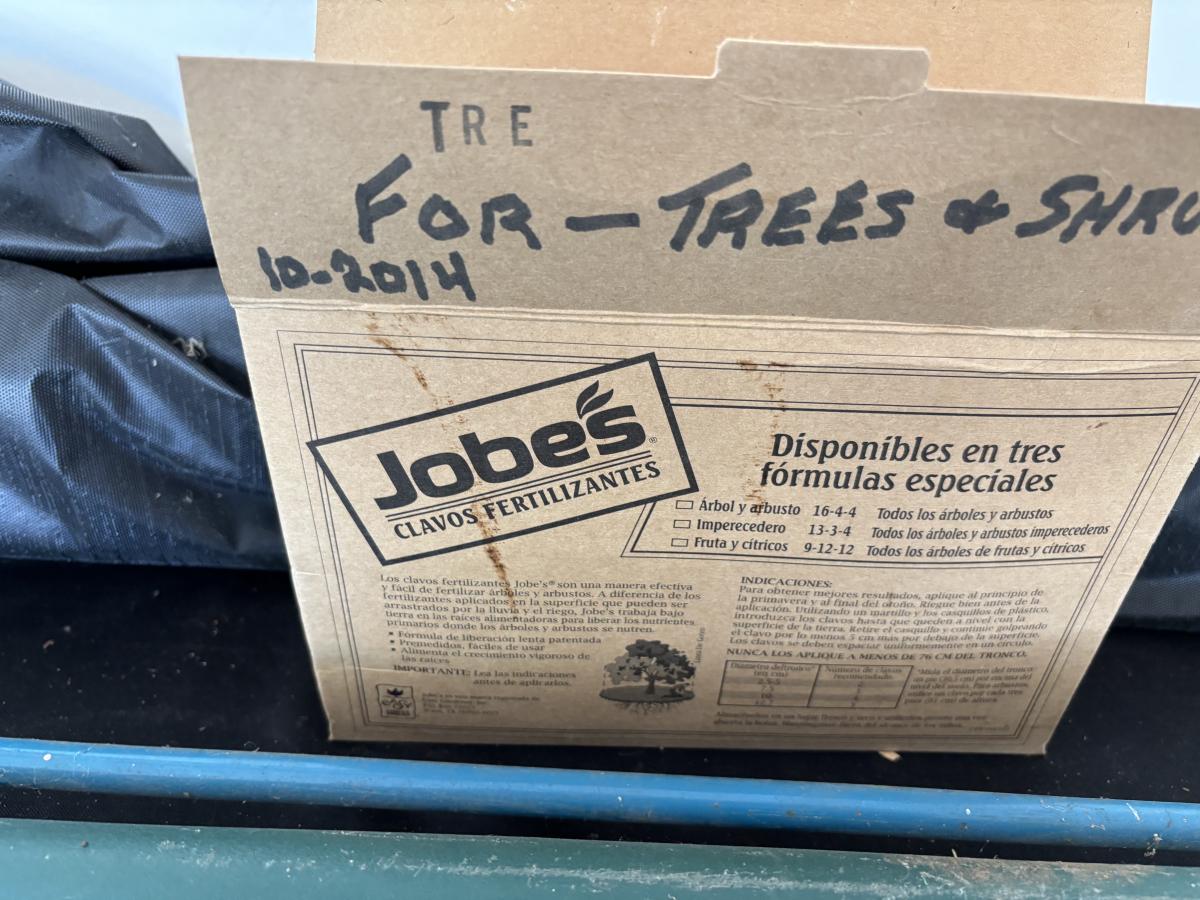 TRE
FOR — TREES & SHRU
10-2014
Jobe's®
CLAVOS FERTILIZANTES
Disponibles en tres
fórmulas especiales
Árbol y arbusto 16-4-4 Todos los árboles y arbustos
Imperecedero 13-3-4 Todos los árboles y arbustos imperecederos
Fruta y cítricos 9-12-12 Todos los árboles de frutas y cítricos
Los clavos fertilizantes Jobe's® son una manera efectiva
y fácil de fertilizar árboles y arbustos. A diferencia de los
fertilizantes aplicados en la superficie que pueden ser
arrastrados por la lluvia y el riego, Jobe's trabaja bajo
tierra en las raíces alimentadoras para liberar los nutrientes
primarios donde los árboles y arbustos se nutren.
• Fórmula de liberación lenta patentada
• Premedidos, fáciles de usar
• Alimenta el crecimiento vigoroso de
las raíces
IMPORTANTE: Lea las indicaciones
antes de aplicarlos.
INDICACIONES:
Para obtener mejores resultados, aplique al principio de
la primavera y al final del otoño. Riegue bien antes de la
aplicación. Utilizando un martillo y los casquillos de plástico,
introduzca los clavos hasta que queden a nivel con la
superficie de la tierra. Retire el casquillo y continúe golpeando
el clavo por lo menos 5 cm más por debajo de la superficie.
Los clavos se deben espaciar uniformemente en un círculo.
NUNCA LOS APLIQUE A MENOS DE 76 CM DEL TRONCO.
Diámetro del tronco* Número de clavos
(en cm) recomendado